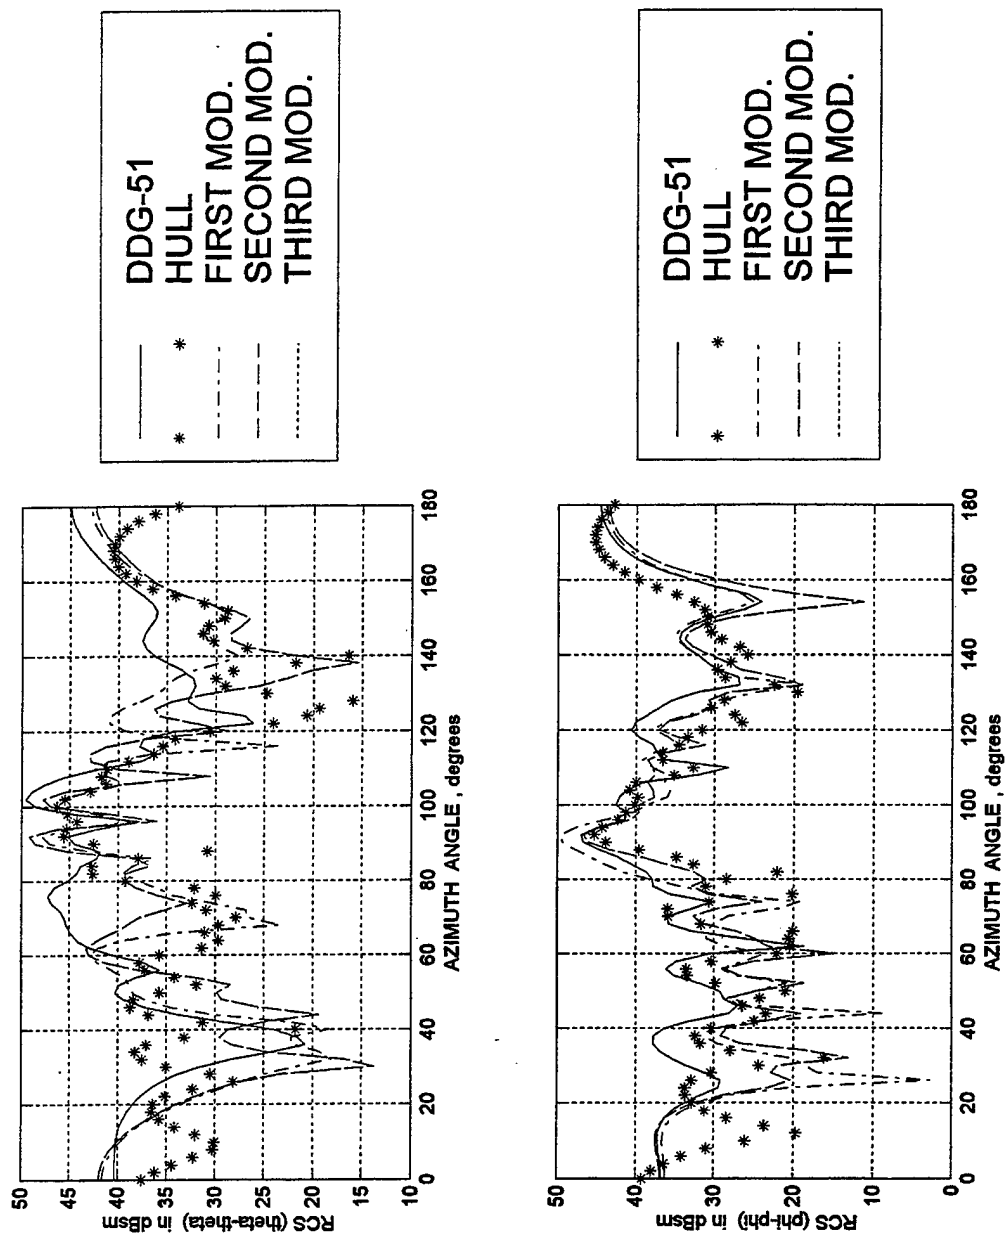 50
45
40
35
30
25
20
15
10
RCS (theta-theta) in dBsm
0
20
40
60
80
100
120
140
160
180
AZIMUTH ANGLE , degrees
DDG-51
HULL
FIRST MOD.
SECOND MOD.
THIRD MOD.
50
40
30
20
10
0
RCS (phi-phi) in dBsm
0
20
40
60
80
100
120
140
160
180
AZIMUTH ANGLE , degrees
DDG-51
HULL
FIRST MOD.
SECOND MOD.
THIRD MOD.